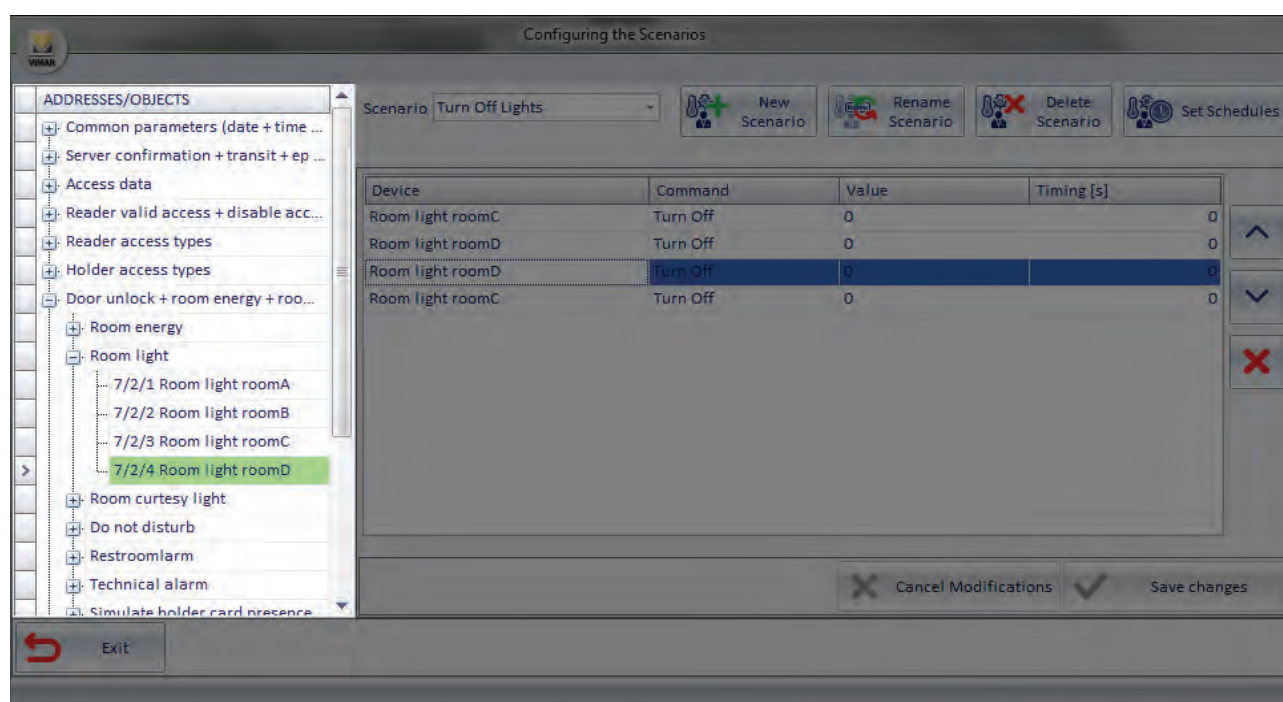 Configuring the Scenarios
VIMAR
ADDRESSES/OBJECTS
Common parameters (date + time ...
Server confirmation + transit + ep ...
Access data
Reader valid access + disable acc...
Reader access types
Holder access types
Door unlock + room energy + roo...
Room energy
Room light
7/2/1 Room light roomA
7/2/2 Room light roomB
7/2/3 Room light roomC
7/2/4 Room light roomD
Room curtesy light
Do not disturb
Restroomlarm
Technical alarm
Simulate holder card presence
Scenario Turn Off Lights
New Scenario
Rename Scenario
Delete Scenario
Set Schedules
Device Command Value Timing [s]
Room light roomC Turn Off 0 0
Room light roomD Turn Off 0 0
Room light roomD Turn Off 0 0
Room light roomC Turn Off 0 0
Cancel Modifications Save changes
Exit